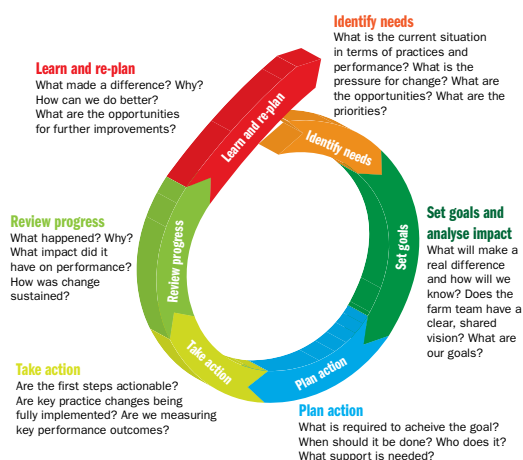 Identify needs
What is the current situation
in terms of practices and
performance? What is the
pressure for change? What are
the opportunities? What are the
priorities?
Learn and re-plan
What made a difference? Why?
How can we do better?
What are the opportunities
for further improvements?
Learn and re-plan
Identify needs
Set goals
Set goals and
analyse impact
What will make a
real difference
and how will we
know? Does the
farm team have a
clear, shared
vision? What are
our goals?
Review progress
What happened? Why?
What impact did it
have on performance?
How was change
sustained?
Review progress
Take action
Plan action
Take action
Are the first steps actionable?
Are key practice changes being
fully implemented? Are we measuring
key performance outcomes?
Plan action
What is required to acheive the goal?
When should it be done? Who does it?
What support is needed?